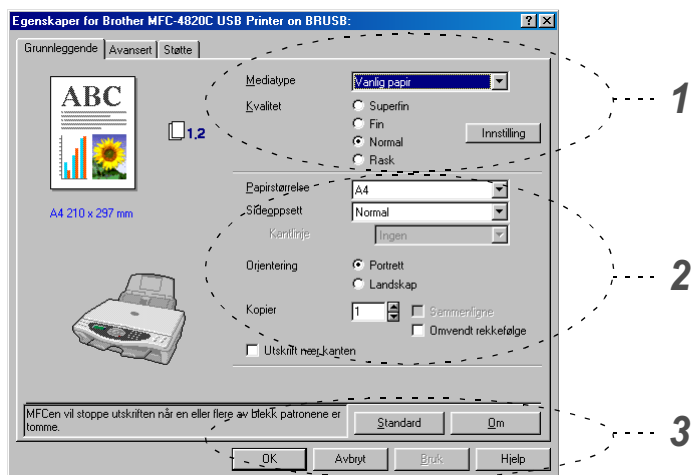 Egenskaper for Brother MFC-4820C USB Printer on BRUSB:
Grunnleggende Avansert Støtte
ABC
1.2
A4 210 x 297 mm
Mediatype Vanlig papir
Kvalitet Superfin
Fin
Normal
Rask
Innstilling
1
Papirstørrelse A4
Sideoppsett Normal
Kantlinje Ingen
Orjentering Portrett
Landskap
2
Kopier 1 Sammenligne
Omvendt rekkefølge
Utskrift nær kanten
MFCen vil stoppe utskriften når en eller flere av blekk patronene er
tomme.
Standard Om
3
OK Avbryt Bruk Hjelp